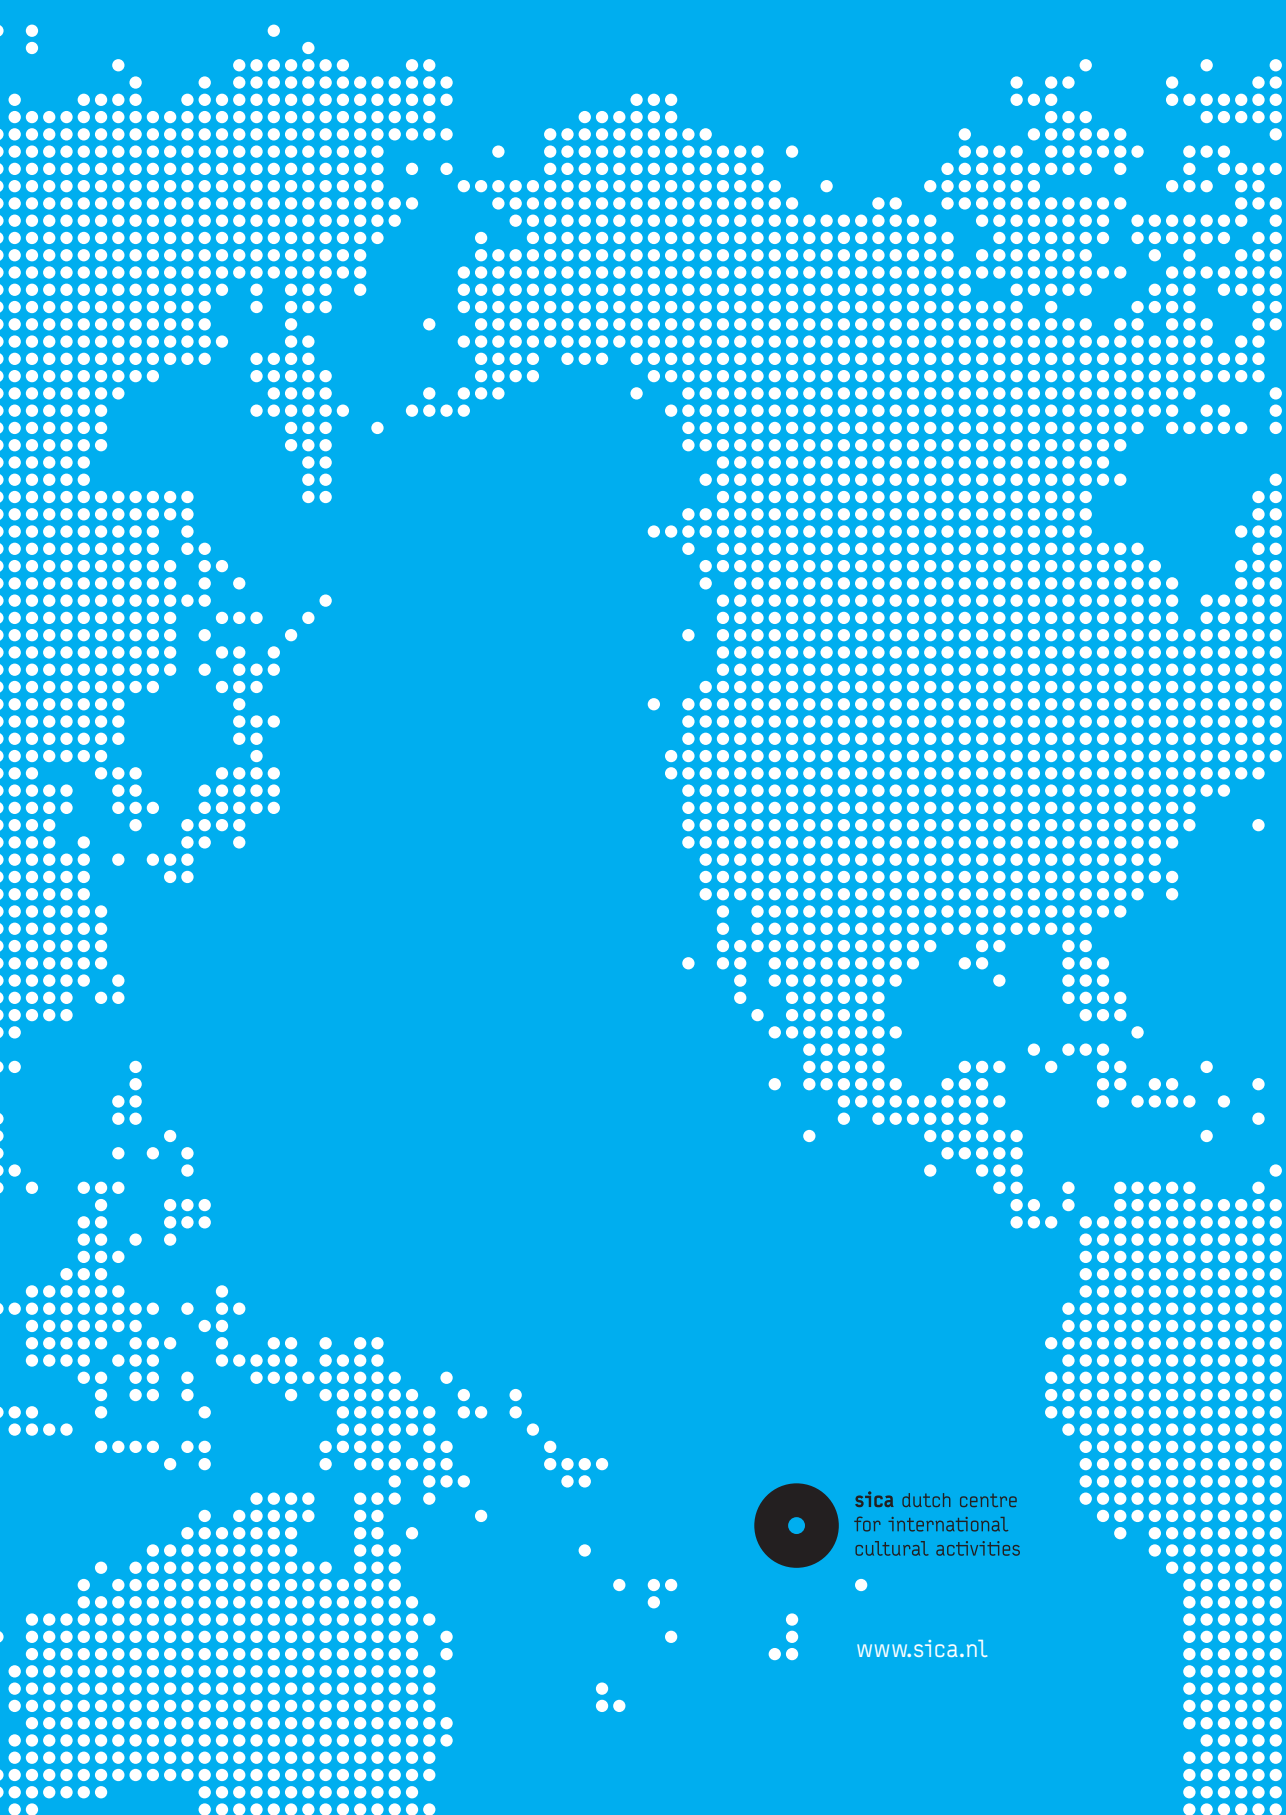 sica dutch centre
for international
cultural activities
www.sica.nl